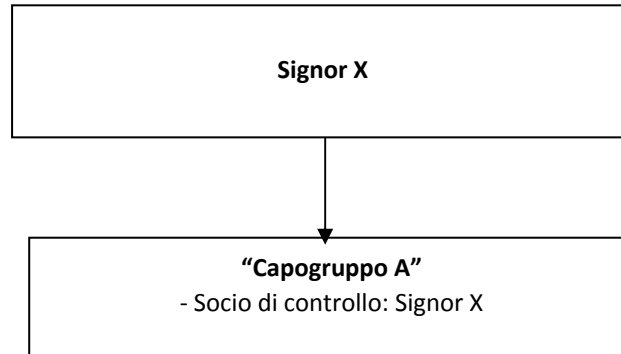 Signor X
“Capogruppo A”
- Socio di controllo: Signor X